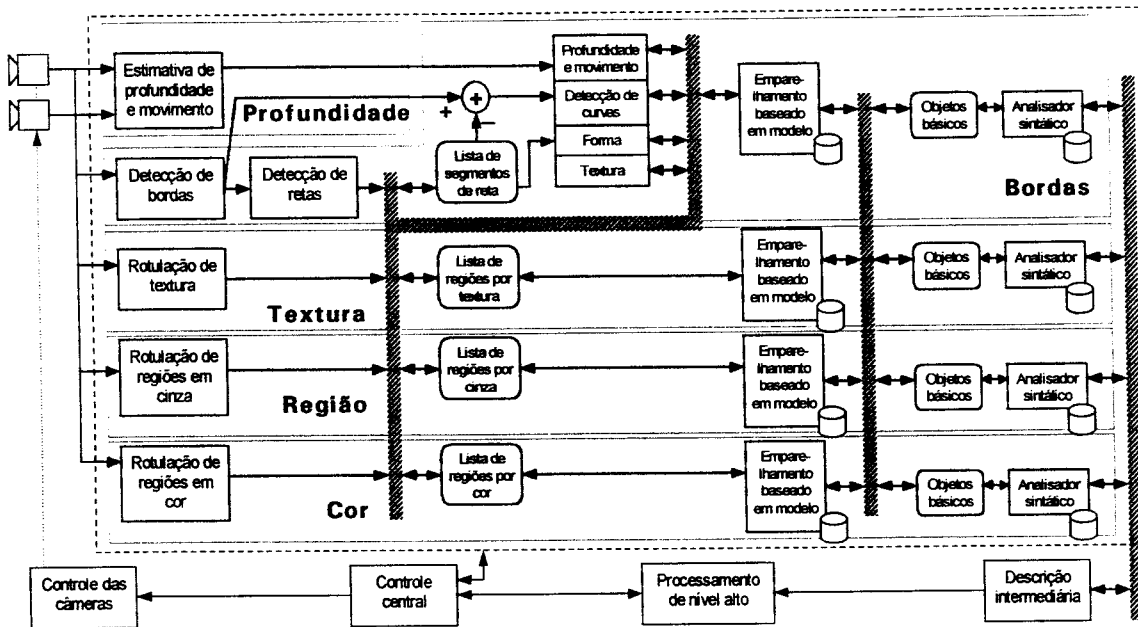 Estimativa de
profundidade
e movimento
Profundidade
+
+
−
Profundidade
e movimento
Detecção de
curvas
Forma
Textura
Empare-
lhamento
baseado
em modelo
Objetos
básicos
Analisador
sintático
Detecção de
bordas
Detecção de
retas
Lista de
segmentos
de reta
Bordas
Rotulação de
textura
Textura
Lista de
regiões por
textura
Empare-
lhamento
baseado
em modelo
Objetos
básicos
Analisador
sintático
Rotulação de
regiões em
cinza
Região
Lista de
regiões por
cinza
Empare-
lhamento
baseado
em modelo
Objetos
básicos
Analisador
sintático
Rotulação de
regiões em
cor
Cor
Lista de
regiões por
cor
Empare-
lhamento
baseado
em modelo
Objetos
básicos
Analisador
sintático
Controle das
câmeras
Controle
central
Processamento
de nível alto
Descrição
intermediária